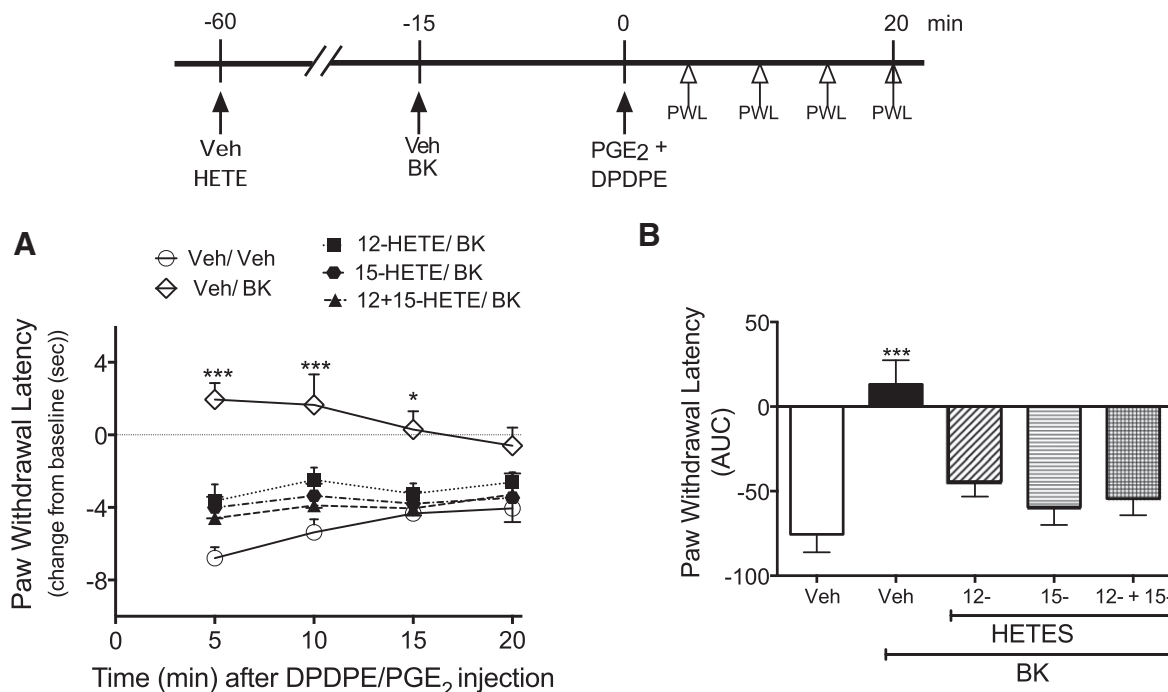 -60 -15 0 20 min
PWL PWL PWL PWL
Veh
HETE
Veh
BK
PGE2 +
DPDPE
A
Veh/ Veh
Veh/ BK
12-HETE/ BK
15-HETE/ BK
12+15-HETE/ BK
Paw Withdrawal Latency
(change from baseline (sec))
4
0
-4
-8
*** *** *
0 5 10 15 20
Time (min) after DPDPE/PGE2 injection
B
Paw Withdrawal Latency
(AUC)
50
0
-50
-100
***
Veh Veh 12- 15- 12- + 15-
HETES
BK